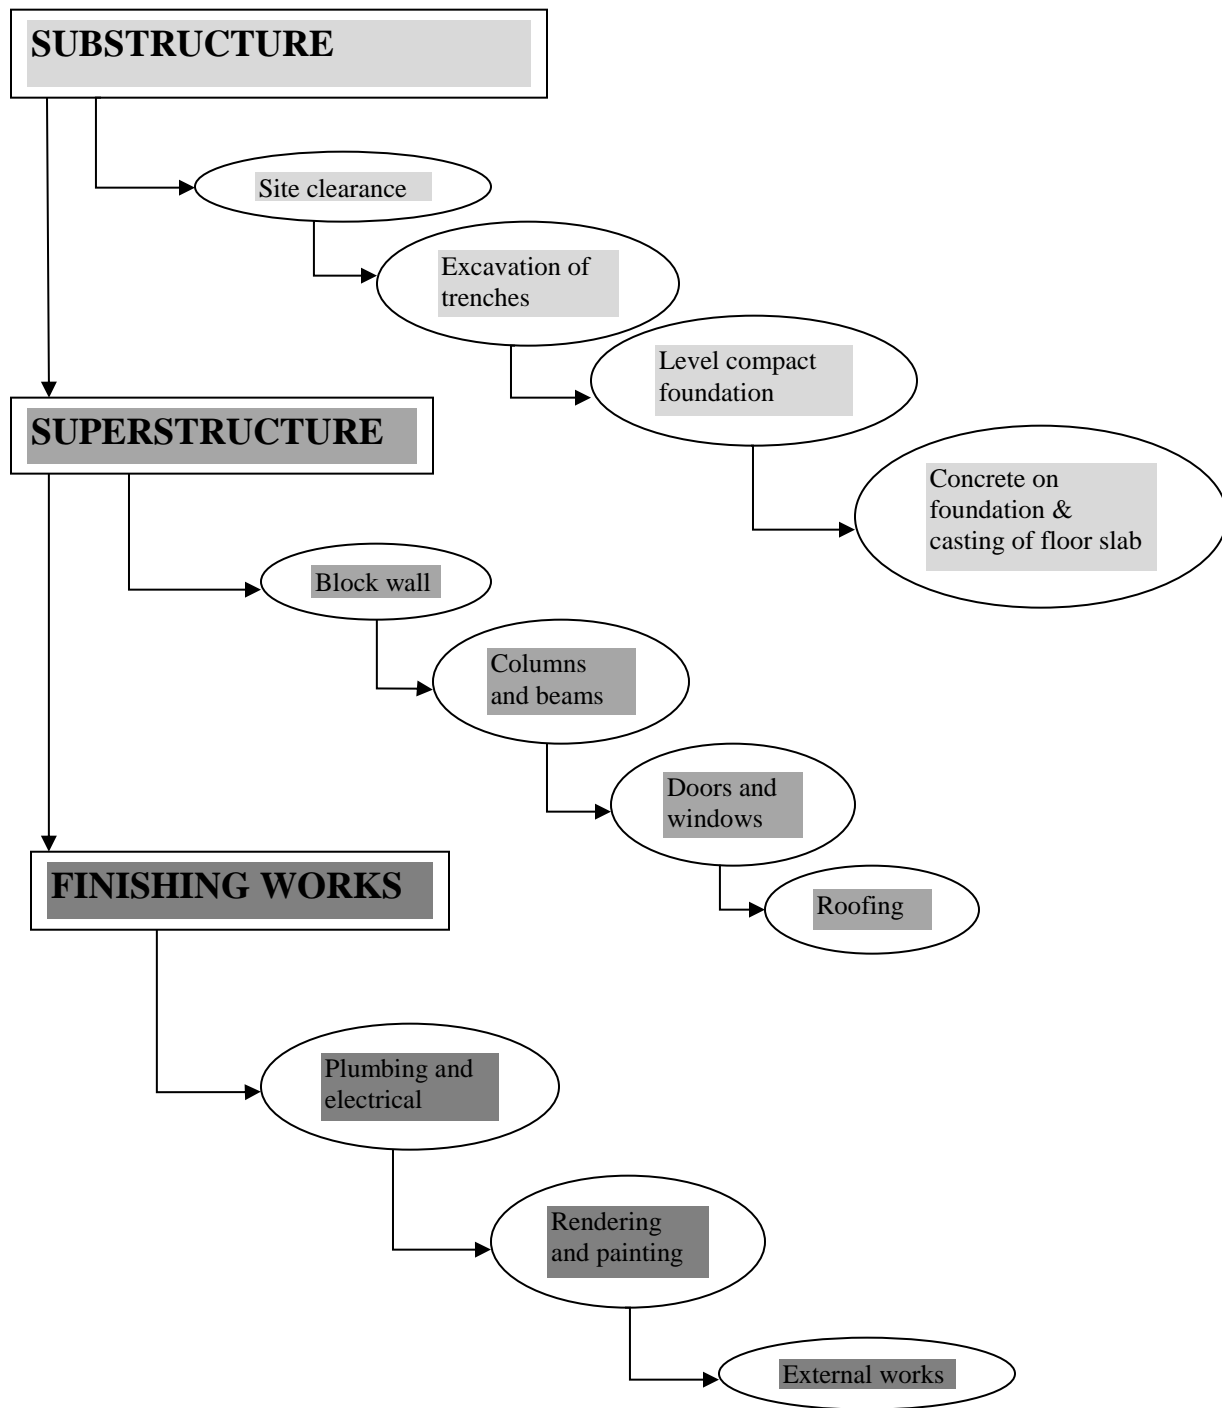 SUBSTRUCTURE
Site clearance
Excavation of
trenches
Level compact
foundation
SUPERSTRUCTURE
Concrete on
foundation &
casting of floor slab
Block wall
Columns
and beams
Doors and
windows
FINISHING WORKS
Roofing
Plumbing and
electrical
Rendering
and painting
External works